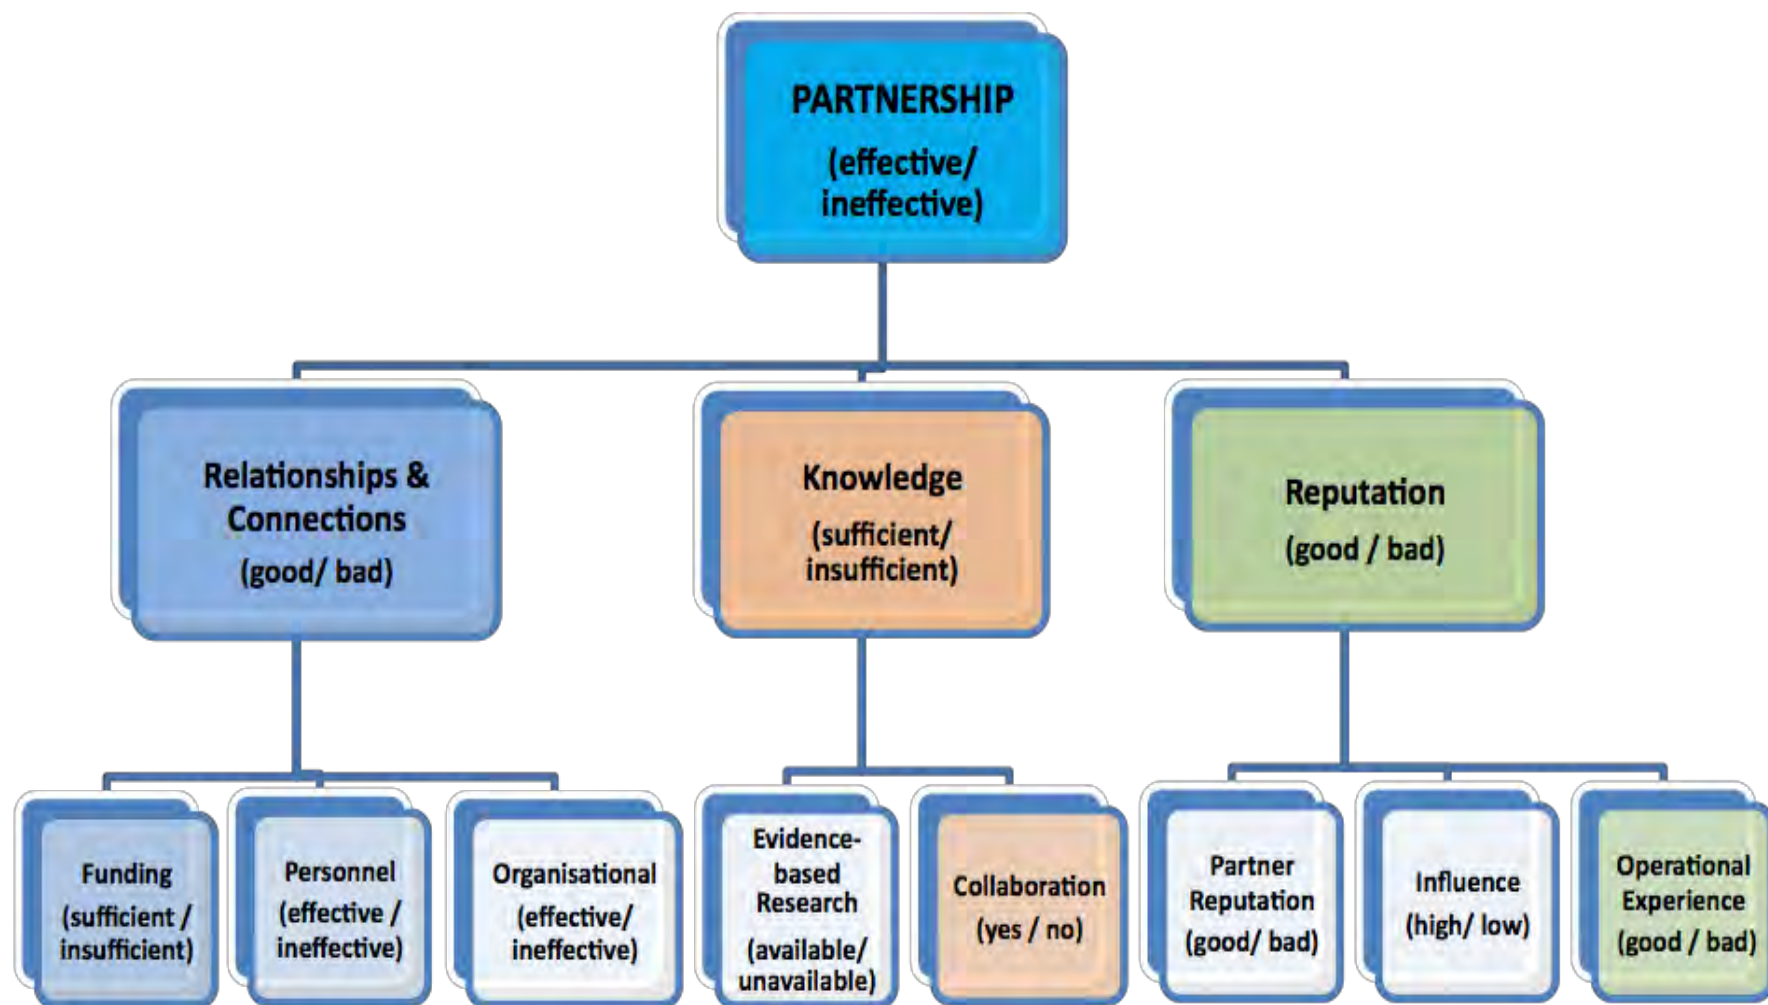 PARTNERSHIP
(effective/
ineffective)
Relationships &
Connections
(good/ bad)
Knowledge
(sufficient/
insufficient)
Reputation
(good / bad)
Funding
(sufficient /
insufficient)
Personnel
(effective /
ineffective)
Organisational
(effective/
ineffective)
Evidence-
based
Research
(available/
unavailable)
Collaboration
(yes / no)
Partner
Reputation
(good/ bad)
Influence
(high/ low)
Operational
Experience
(good / bad)